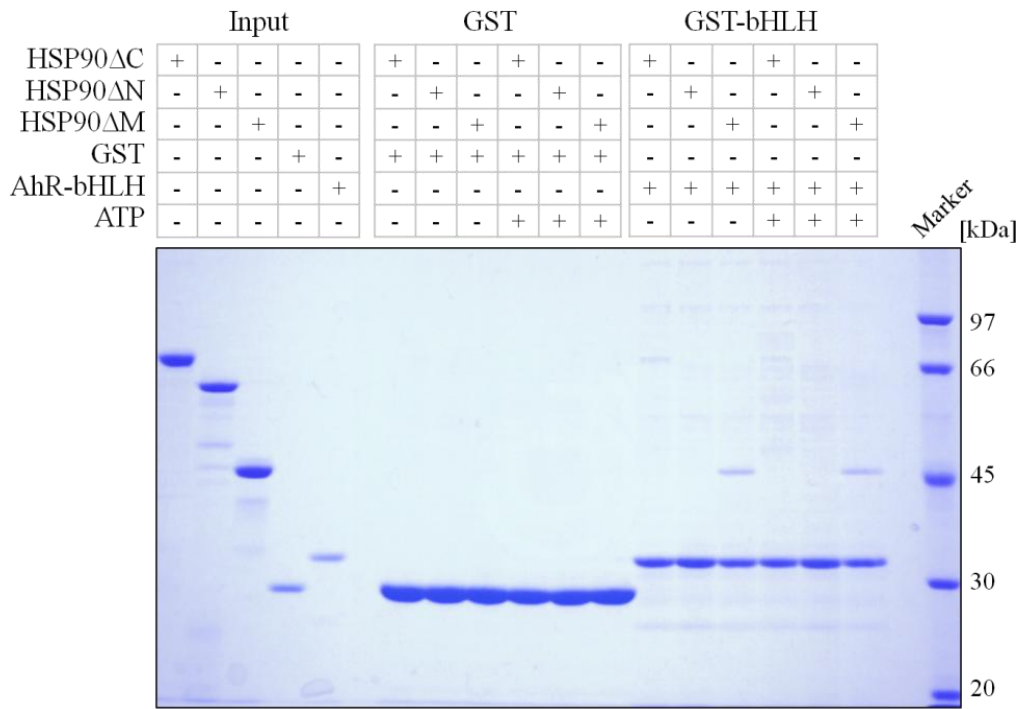 Input GST GST-bHLH
HSP90ΔC + - - - - + - - + - - + - - + - -
HSP90ΔN - + - - - - + - - + - - + - - + -
HSP90ΔM - - + - - - - + - - + - - + - - +
GST - - - + - + + + + + + - - - - - -
AhR-bHLH - - - - + - - - - - - + + + + + +
ATP - - - - - - - - + + + - - - + + +
Marker
[kDa]
97
66
45
30
20